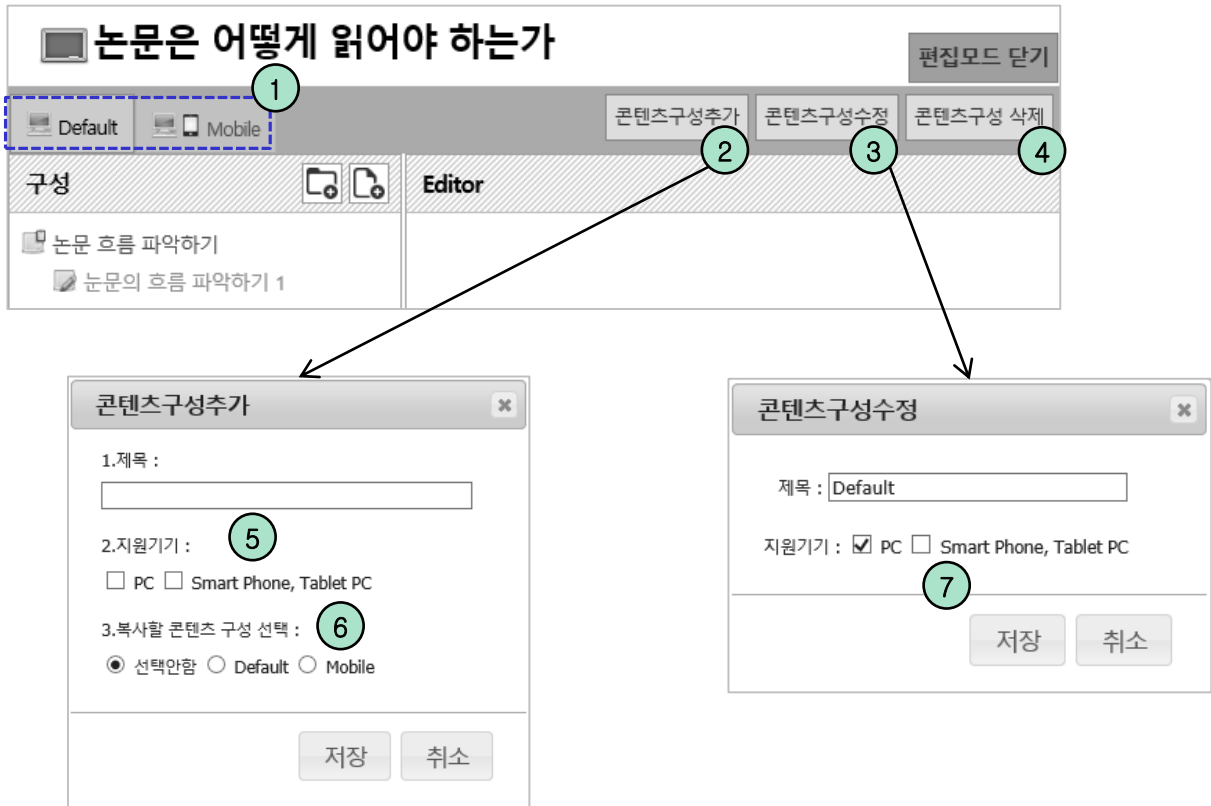 논문은 어떻게 읽어야 하는가
편집모드 닫기
1
Default Mobile
콘텐츠구성추가 콘텐츠구성수정 콘텐츠구성 삭제
2 3 4
구성
Editor
논문 흐름 파악하기
눈문의 흐름 파악하기 1
콘텐츠구성추가
1.제목 :
5
2.지원기기 :
PC Smart Phone, Tablet PC
6
3.복사할 콘텐츠 구성 선택 :
선택안함 Default Mobile
저장 취소
콘텐츠구성수정
제목 : Default
지원기기 : PC Smart Phone, Tablet PC
7
저장 취소